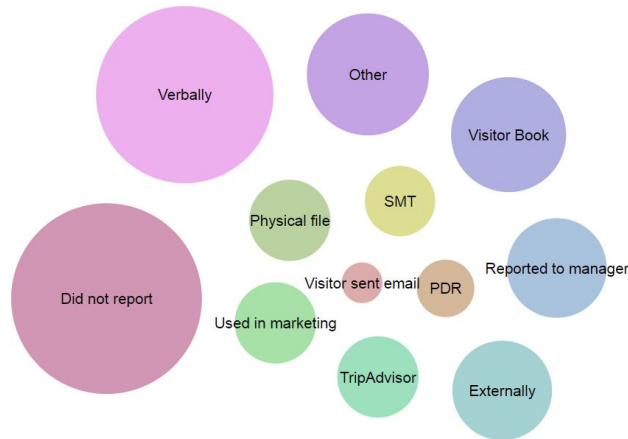 Other
Verbally
Visitor Book
SMT
Physical file
Reported to manager
Visitor sent email
PDR
Did not report
Used in marketing
TripAdvisor
Externally